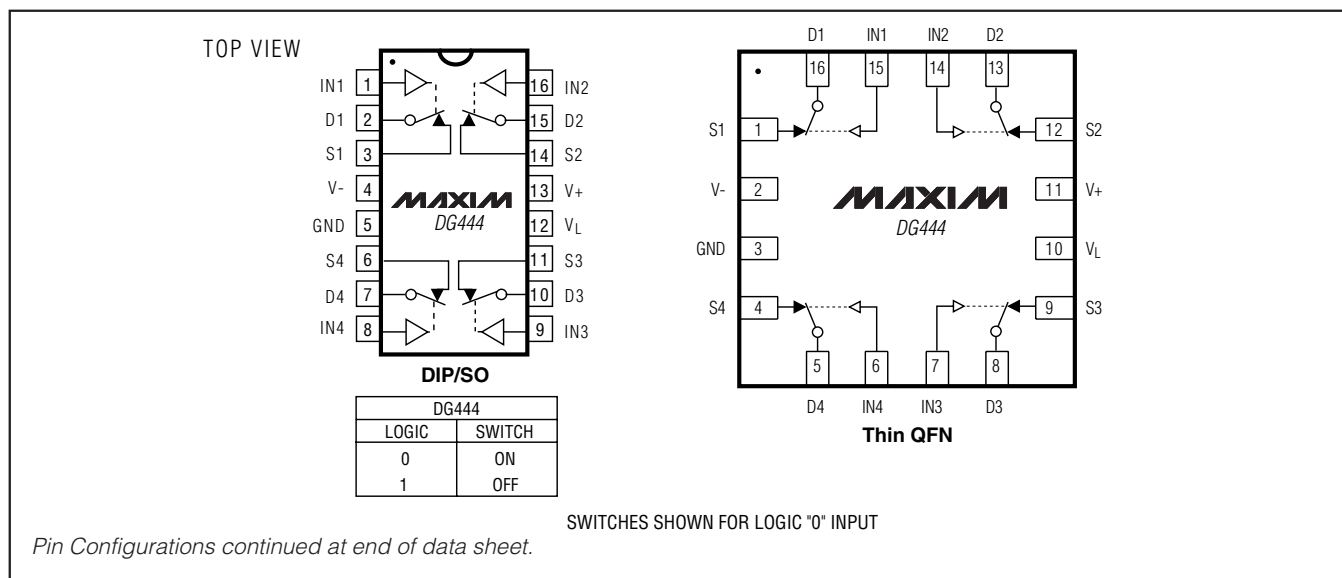 TOP VIEW
IN1 1 16 IN2
D1 2 15 D2
S1 3 14 S2
V- 4 13 V+
GND 5 12 VL
S4 6 11 S3
D4 7 10 D3
IN4 8 9 IN3
MAXIM
DG444
DIP/SO
DG444
LOGIC SWITCH
0 ON
1 OFF
D1 IN1 IN2 D2
16 15 14 13
S1 1 12 S2
V- 2 11 V+
GND 3 10 VL
S4 4 9 S3
MAXIM
DG444
5 6 7 8
D4 IN4 IN3 D3
Thin QFN
SWITCHES SHOWN FOR LOGIC "0" INPUT
Pin Configurations continued at end of data sheet.